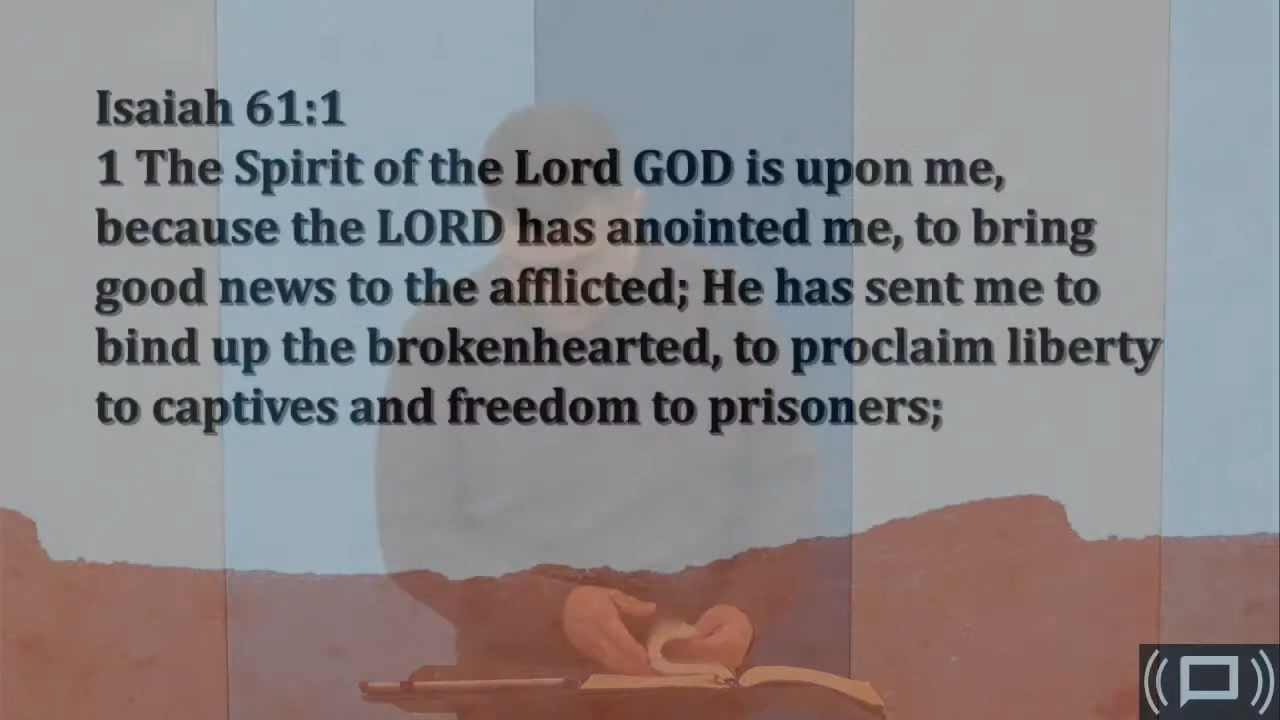 Isaiah 61:1
1 The Spirit of the Lord GOD is upon me,
because the LORD has anointed me, to bring
good news to the afflicted; He has sent me to
bind up the brokenhearted, to proclaim liberty
to captives and freedom to prisoners;